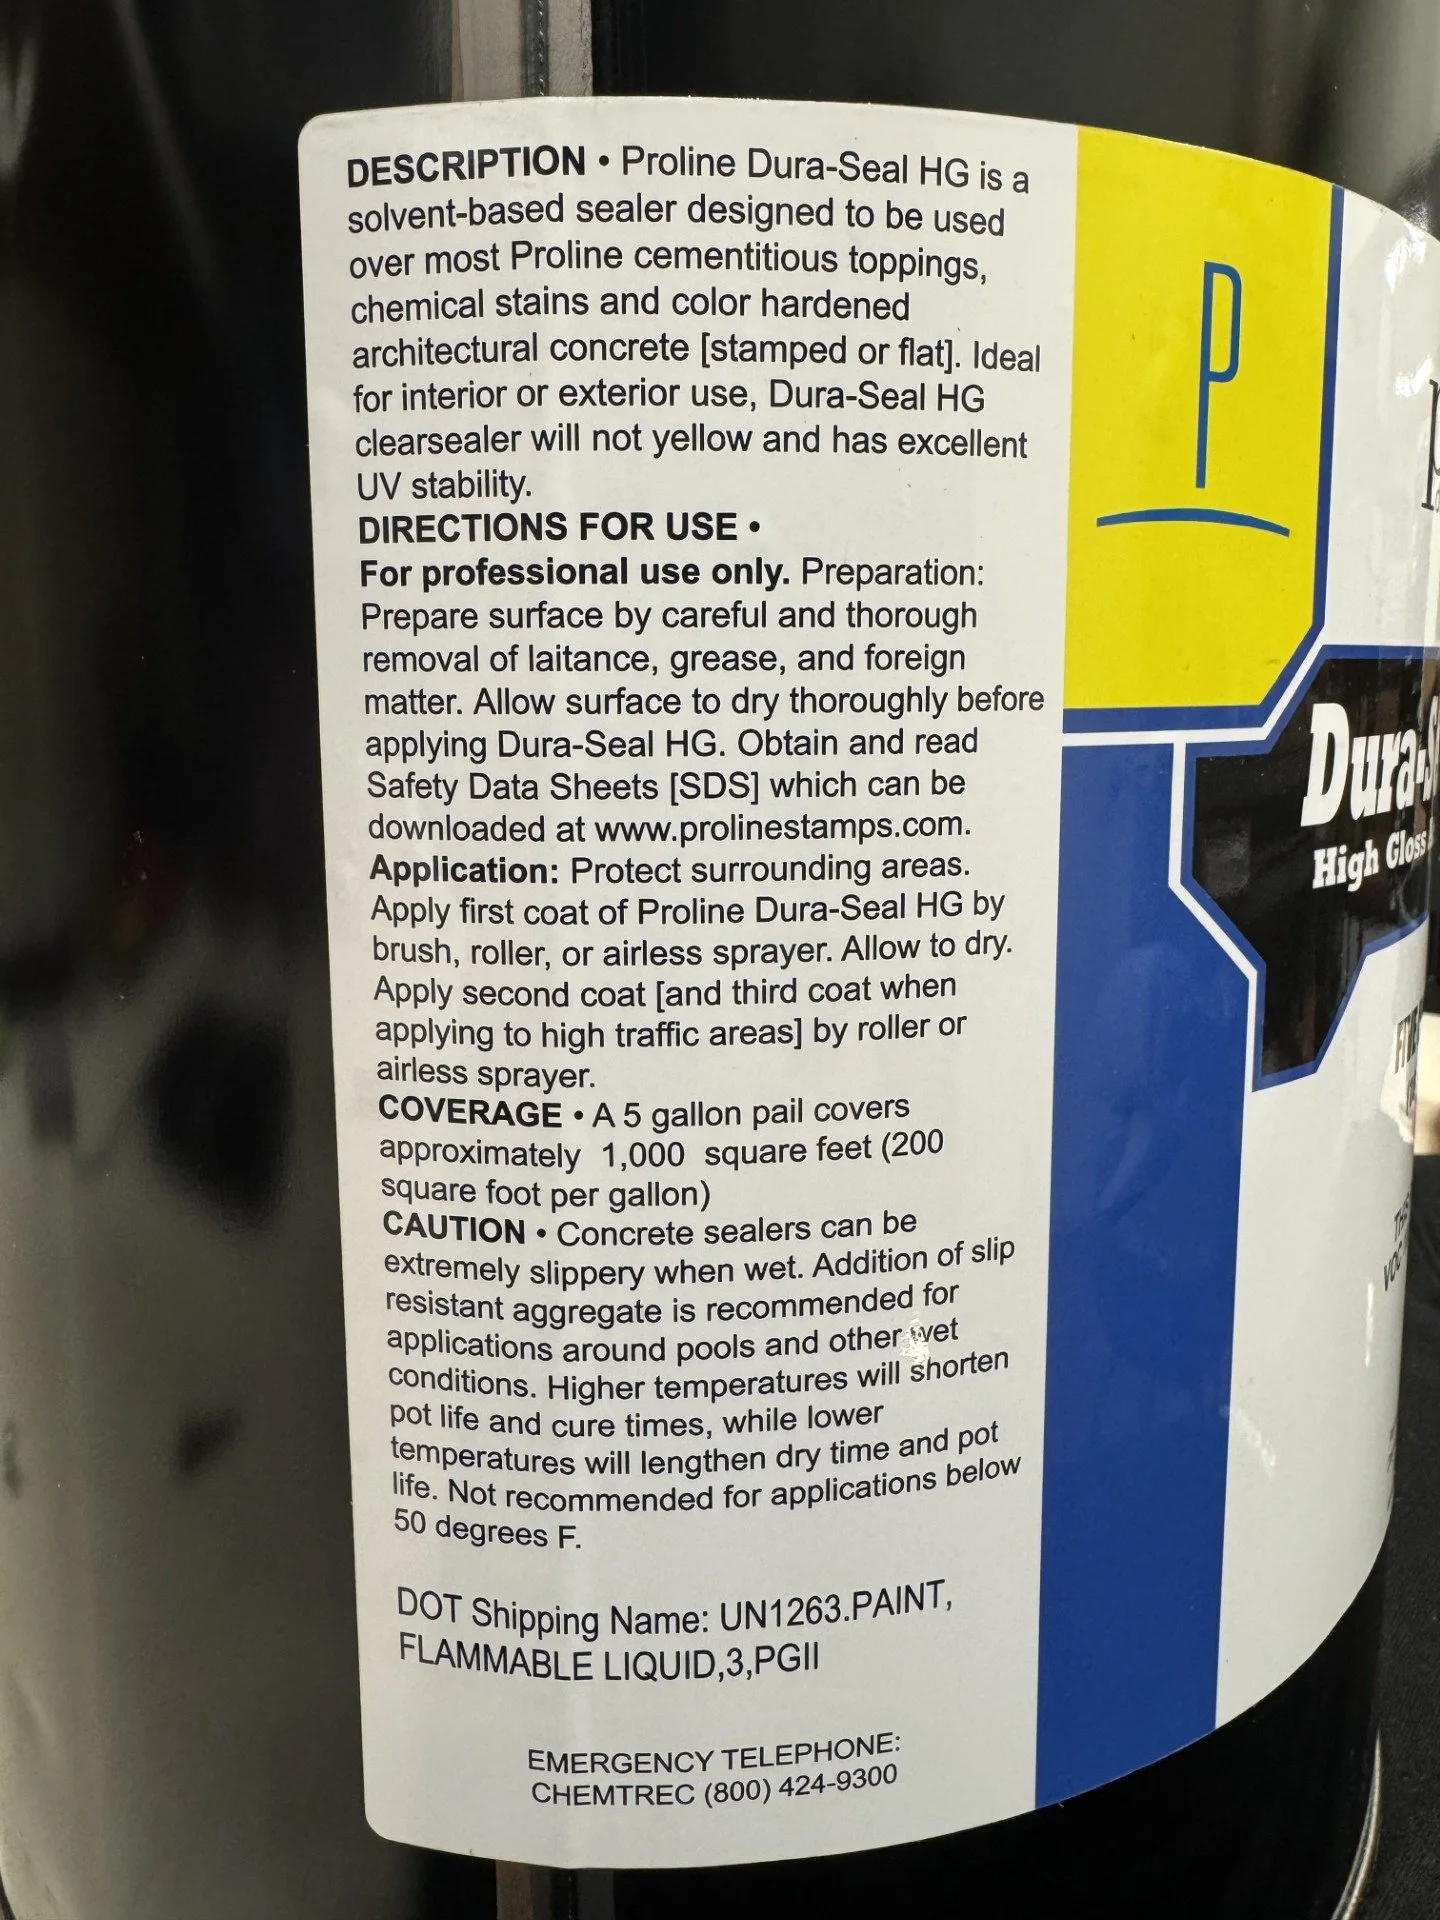 DESCRIPTION • Proline Dura-Seal HG is a
solvent-based sealer designed to be used
over most Proline cementitious toppings,
chemical stains and color hardened
architectural concrete [stamped or flat]. Ideal
for interior or exterior use, Dura-Seal HG
clearsealer will not yellow and has excellent
UV stability.
DIRECTIONS FOR USE •
For professional use only. Preparation:
Prepare surface by careful and thorough
removal of laitance, grease, and foreign
matter. Allow surface to dry thoroughly before
applying Dura-Seal HG. Obtain and read
Safety Data Sheets [SDS] which can be
downloaded at www.prolinestamps.com.
Application: Protect surrounding areas.
Apply first coat of Proline Dura-Seal HG by
brush, roller, or airless sprayer. Allow to dry.
Apply second coat [and third coat when
applying to high traffic areas] by roller or
airless sprayer.
COVERAGE • A 5 gallon pail covers
approximately 1,000 square feet (200
square foot per gallon)
CAUTION • Concrete sealers can be
extremely slippery when wet. Addition of slip
resistant aggregate is recommended for
applications around pools and other wet
conditions. Higher temperatures will shorten
pot life and cure times, while lower
temperatures will lengthen dry time and pot
life. Not recommended for applications below
50 degrees F.
DOT Shipping Name: UN1263.PAINT,
FLAMMABLE LIQUID,3,PGII
EMERGENCY TELEPHONE:
CHEMTREC (800) 424-9300
P
Dura-S
High Gloss
VOC